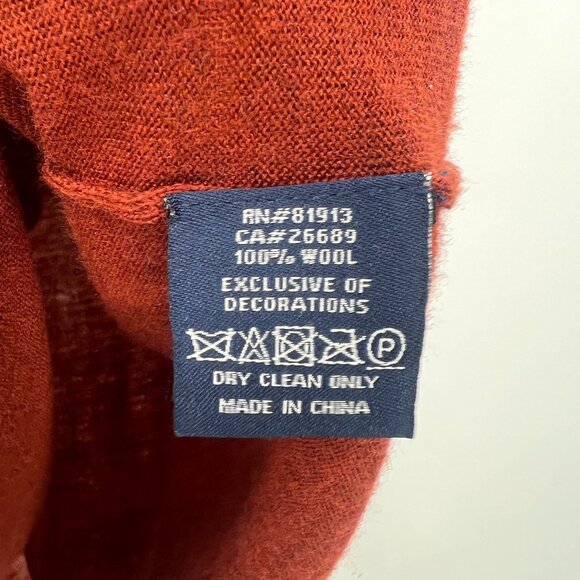 RN#81913
CA#26689
100% WOOL
EXCLUSIVE OF
DECORATIONS
P
DRY CLEAN ONLY
MADE IN CHINA